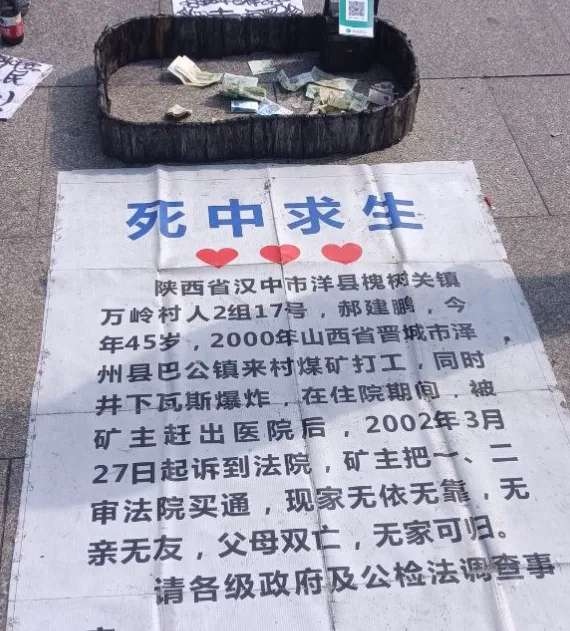 死中求生
陕西省汉中市洋县槐树关镇
万岭村人2组17号，郝建鹏，今
年45岁，2000年山西省晋城市泽
州县巴公镇来村煤矿打工，同时
井下瓦斯爆炸，在住院期间，被
矿主赶出医院后，2002年3月
27日起诉到法院，矿主把一、二
审法院买通，现家无依无靠，无
亲无友，父母双亡，无家可归。
请各级政府及公检法调查事